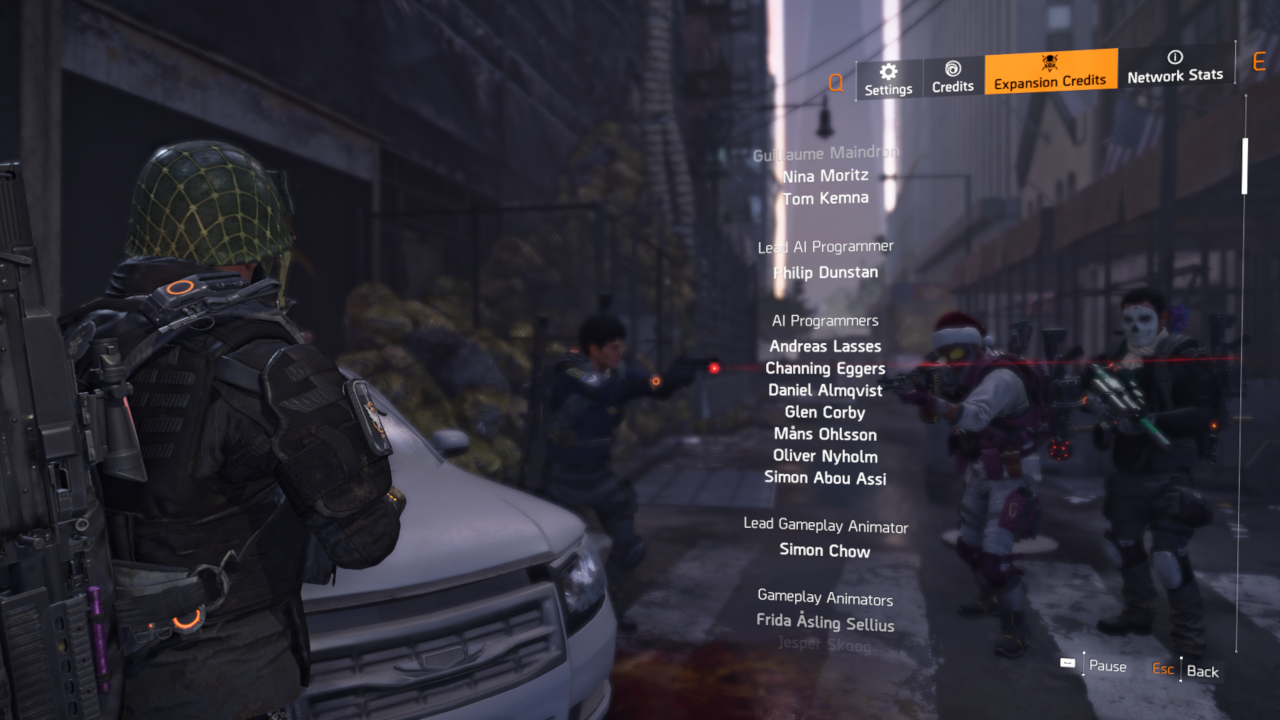 Q
Settings
Credits
Expansion Credits
Network Stats
E
Guillaume Maindron
Nina Moritz
Tom Kemna
Lead AI Programmer
Philip Dunstan
AI Programmers
Andreas Lasses
Channing Eggers
Daniel Almqvist
Glen Corby
Måns Ohlsson
Oliver Nyholm
Simon Abou Assi
Lead Gameplay Animator
Simon Chow
Gameplay Animators
Frida Åsling Sellius
Jesper Skoog
Pause
Esc
Back